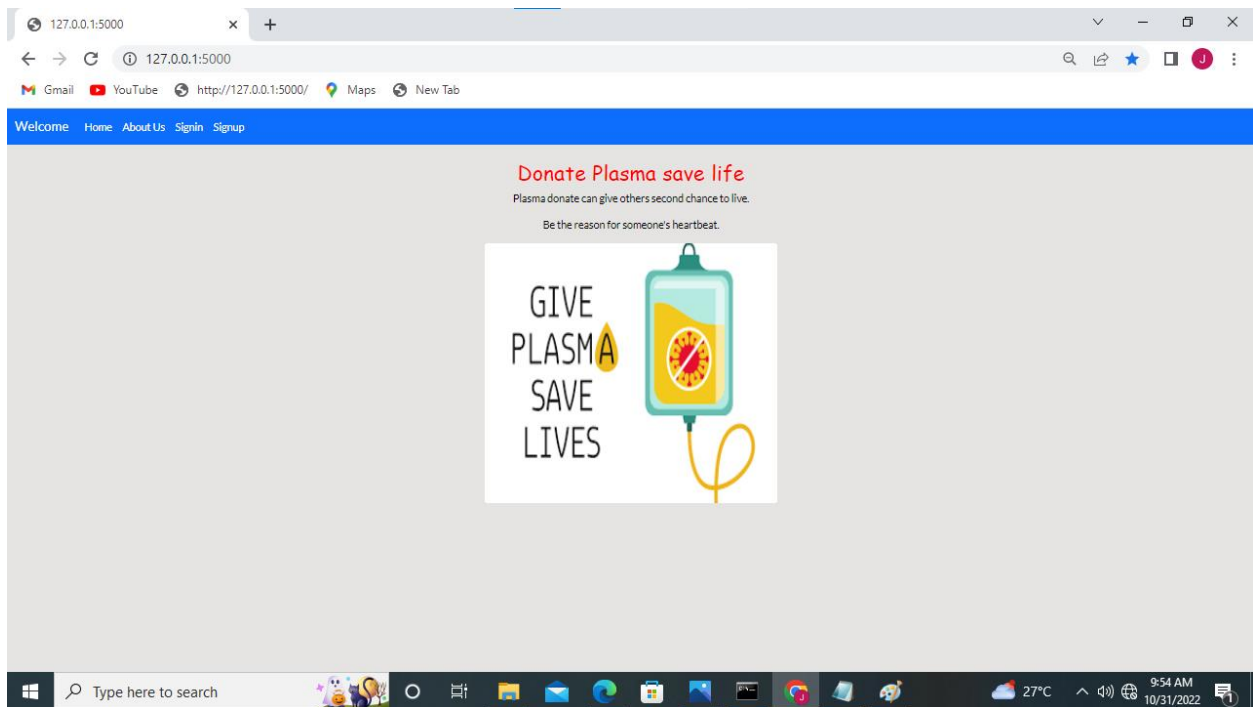 127.0.0.1:5000
127.0.0.1:5000
Gmail YouTube http://127.0.0.1:5000/ Maps New Tab
Welcome Home About Us Signin Signup
Donate Plasma save life
Plasma donate can give others second chance to live.
Be the reason for someone's heartbeat.
GIVE
PLASMA
SAVE
LIVES
Type here to search
27°C
9:54 AM
10/31/2022
J
1